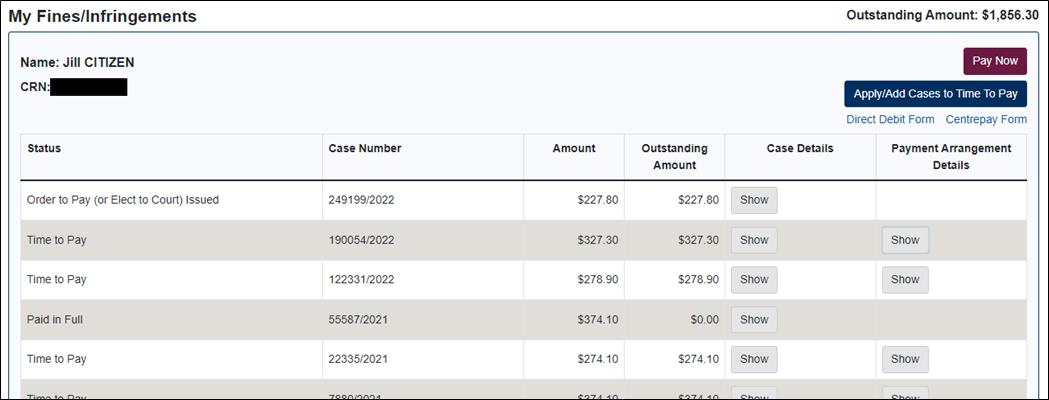 My Fines/Infringements
Outstanding Amount: $1,856.30
Name: Jill CITIZEN
Pay Now
CRN:
Apply/Add Cases to Time To Pay
Direct Debit Form Centrepay Form
Status Case Number Amount Outstanding Amount Case Details Payment Arrangement Details
Order to Pay (or Elect to Court) Issued 249199/2022 $227.80 $227.80 Show
Time to Pay 190054/2022 $327.30 $327.30 Show Show
Time to Pay 122331/2022 $278.90 $278.90 Show Show
Paid in Full 55587/2021 $374.10 $0.00 Show
Time to Pay 22335/2021 $274.10 $274.10 Show Show
Time to Pay 7880/2021 $374.10 $374.10 Show Show